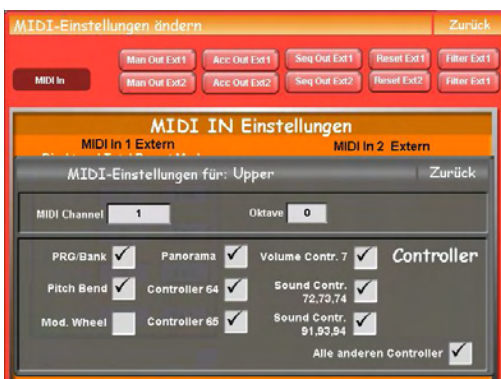 MIDI-Einstellungen ändern Zurück
Man Out Ext1 Acc Out Ext1 Seq Out Ext1 Reset Ext1 Filter Ext1
MIDI In Man Out Ext2 Acc Out Ext2 Seq Out Ext2 Reset Ext2 Filter Ext1
MIDI IN Einstellungen
MIDI In 1 Extern MIDI In 2 Extern
MIDI-Einstellungen für: Upper Zurück
MIDI Channel 1 Oktave 0
PRG/Bank Panorama Volume Contr. 7 Controller
Pitch Bend Controller 64 Sound Contr. 72,73,74
Mod. Wheel Controller 65 Sound Contr. 91,93,94
Alle anderen Controller